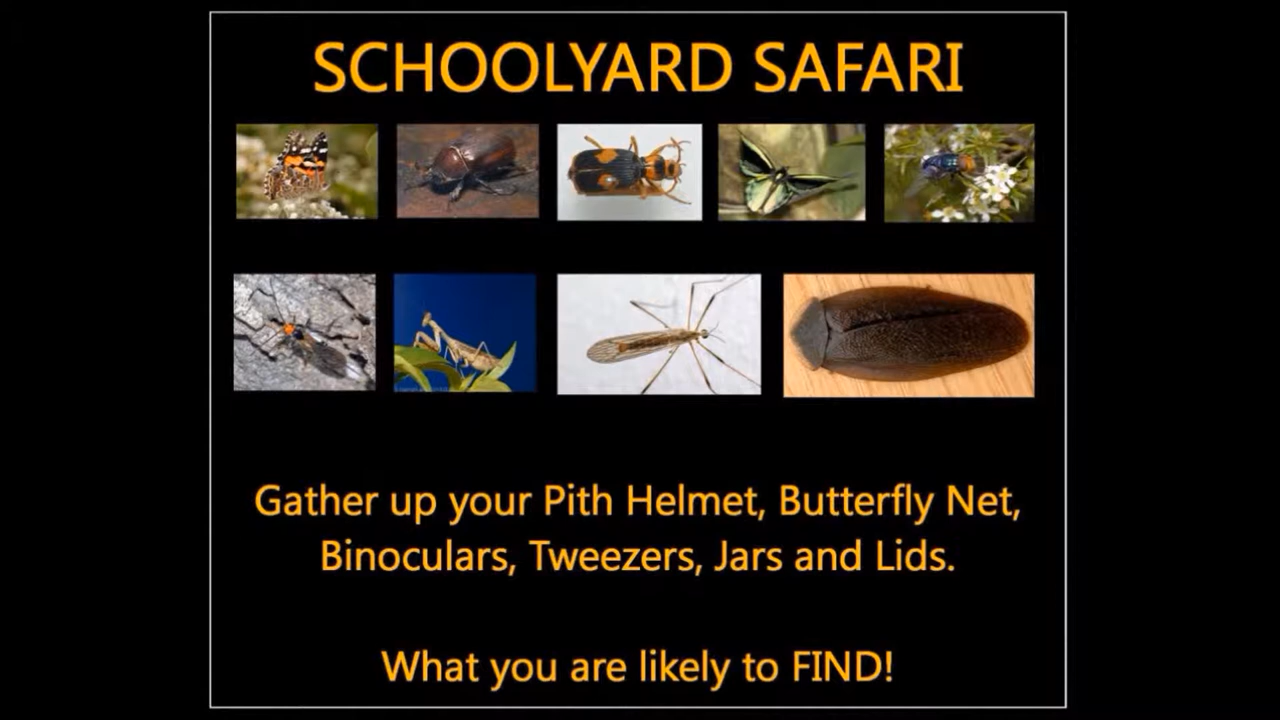 SCHOOLYARD SAFARI
Gather up your Pith Helmet, Butterfly Net,
Binoculars, Tweezers, Jars and Lids.
What you are likely to FIND!